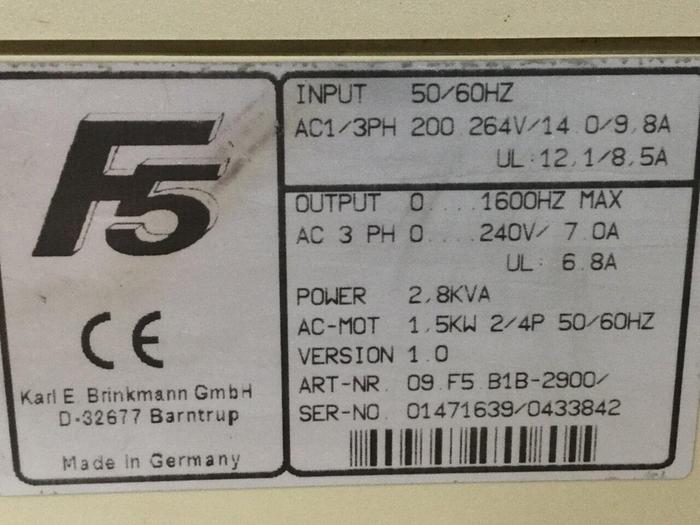 F5
CE
Karl E. Brinkmann GmbH
D-32677 Barntrup
Made in Germany
INPUT 50/60HZ
AC1/3PH 200 264V/14.0/9,8A
UL:12,1/8,5A
OUTPUT 0....1600HZ MAX
AC 3 PH 0....240V/ 7.0A
UL: 6.8A
POWER 2,8KVA
AC-MOT 1,5KW 2/4P 50/60HZ
VERSION 1.0
ART-NR. 09.F5.B1B-2900/
SER-NO. 01471639/0433842